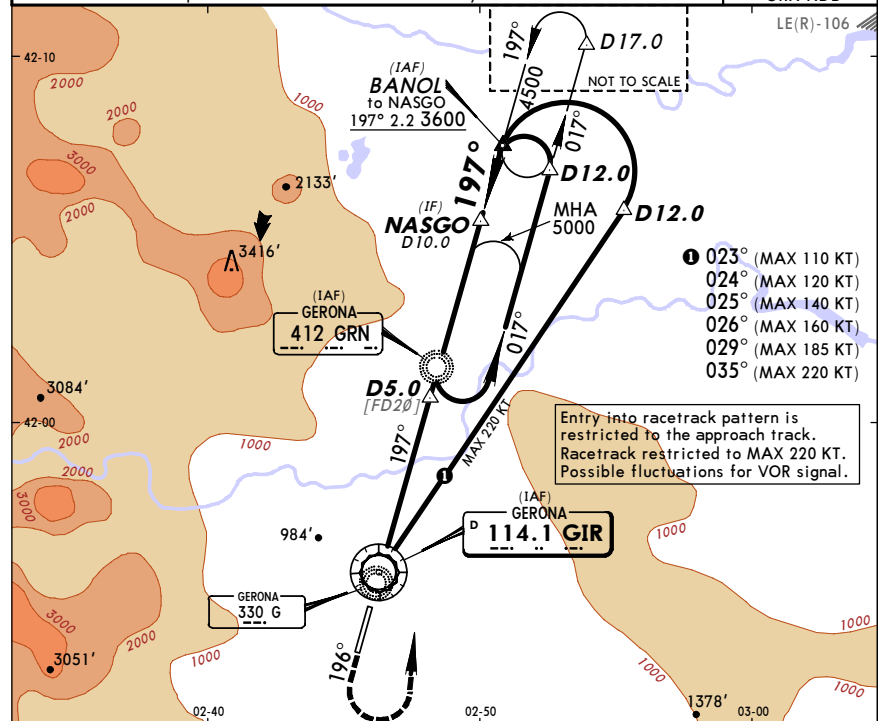 LE(R)-106
42-10
2000
2000
1000
3000
2000
2133'
3416'
197°
4500
D17.0
NOT TO SCALE
(IAF)
BANOL
to NASGO
197° 2.2 3600
017°
197°
D12.0
D12.0
(IF)
NASGO
D10.0
MHA
5000
1 023° (MAX 110 KT)
024° (MAX 120 KT)
025° (MAX 140 KT)
026° (MAX 160 KT)
029° (MAX 185 KT)
035° (MAX 220 KT)
(IAF)
GERONA
412 GRN
017°
D5.0
[FD20]
3084'
42-00
2000
1000
197°
MAX 220 KT
1
Entry into racetrack pattern is
restricted to the approach track.
Racetrack restricted to MAX 220 KT.
Possible fluctuations for VOR signal.
2000
3000
984'
(IAF)
GERONA
D 114.1 GIR
1000
GERONA
330 G
3000
2000
3051'
1000
196°
1000
1000
1378'
02-40
02-50
03-00